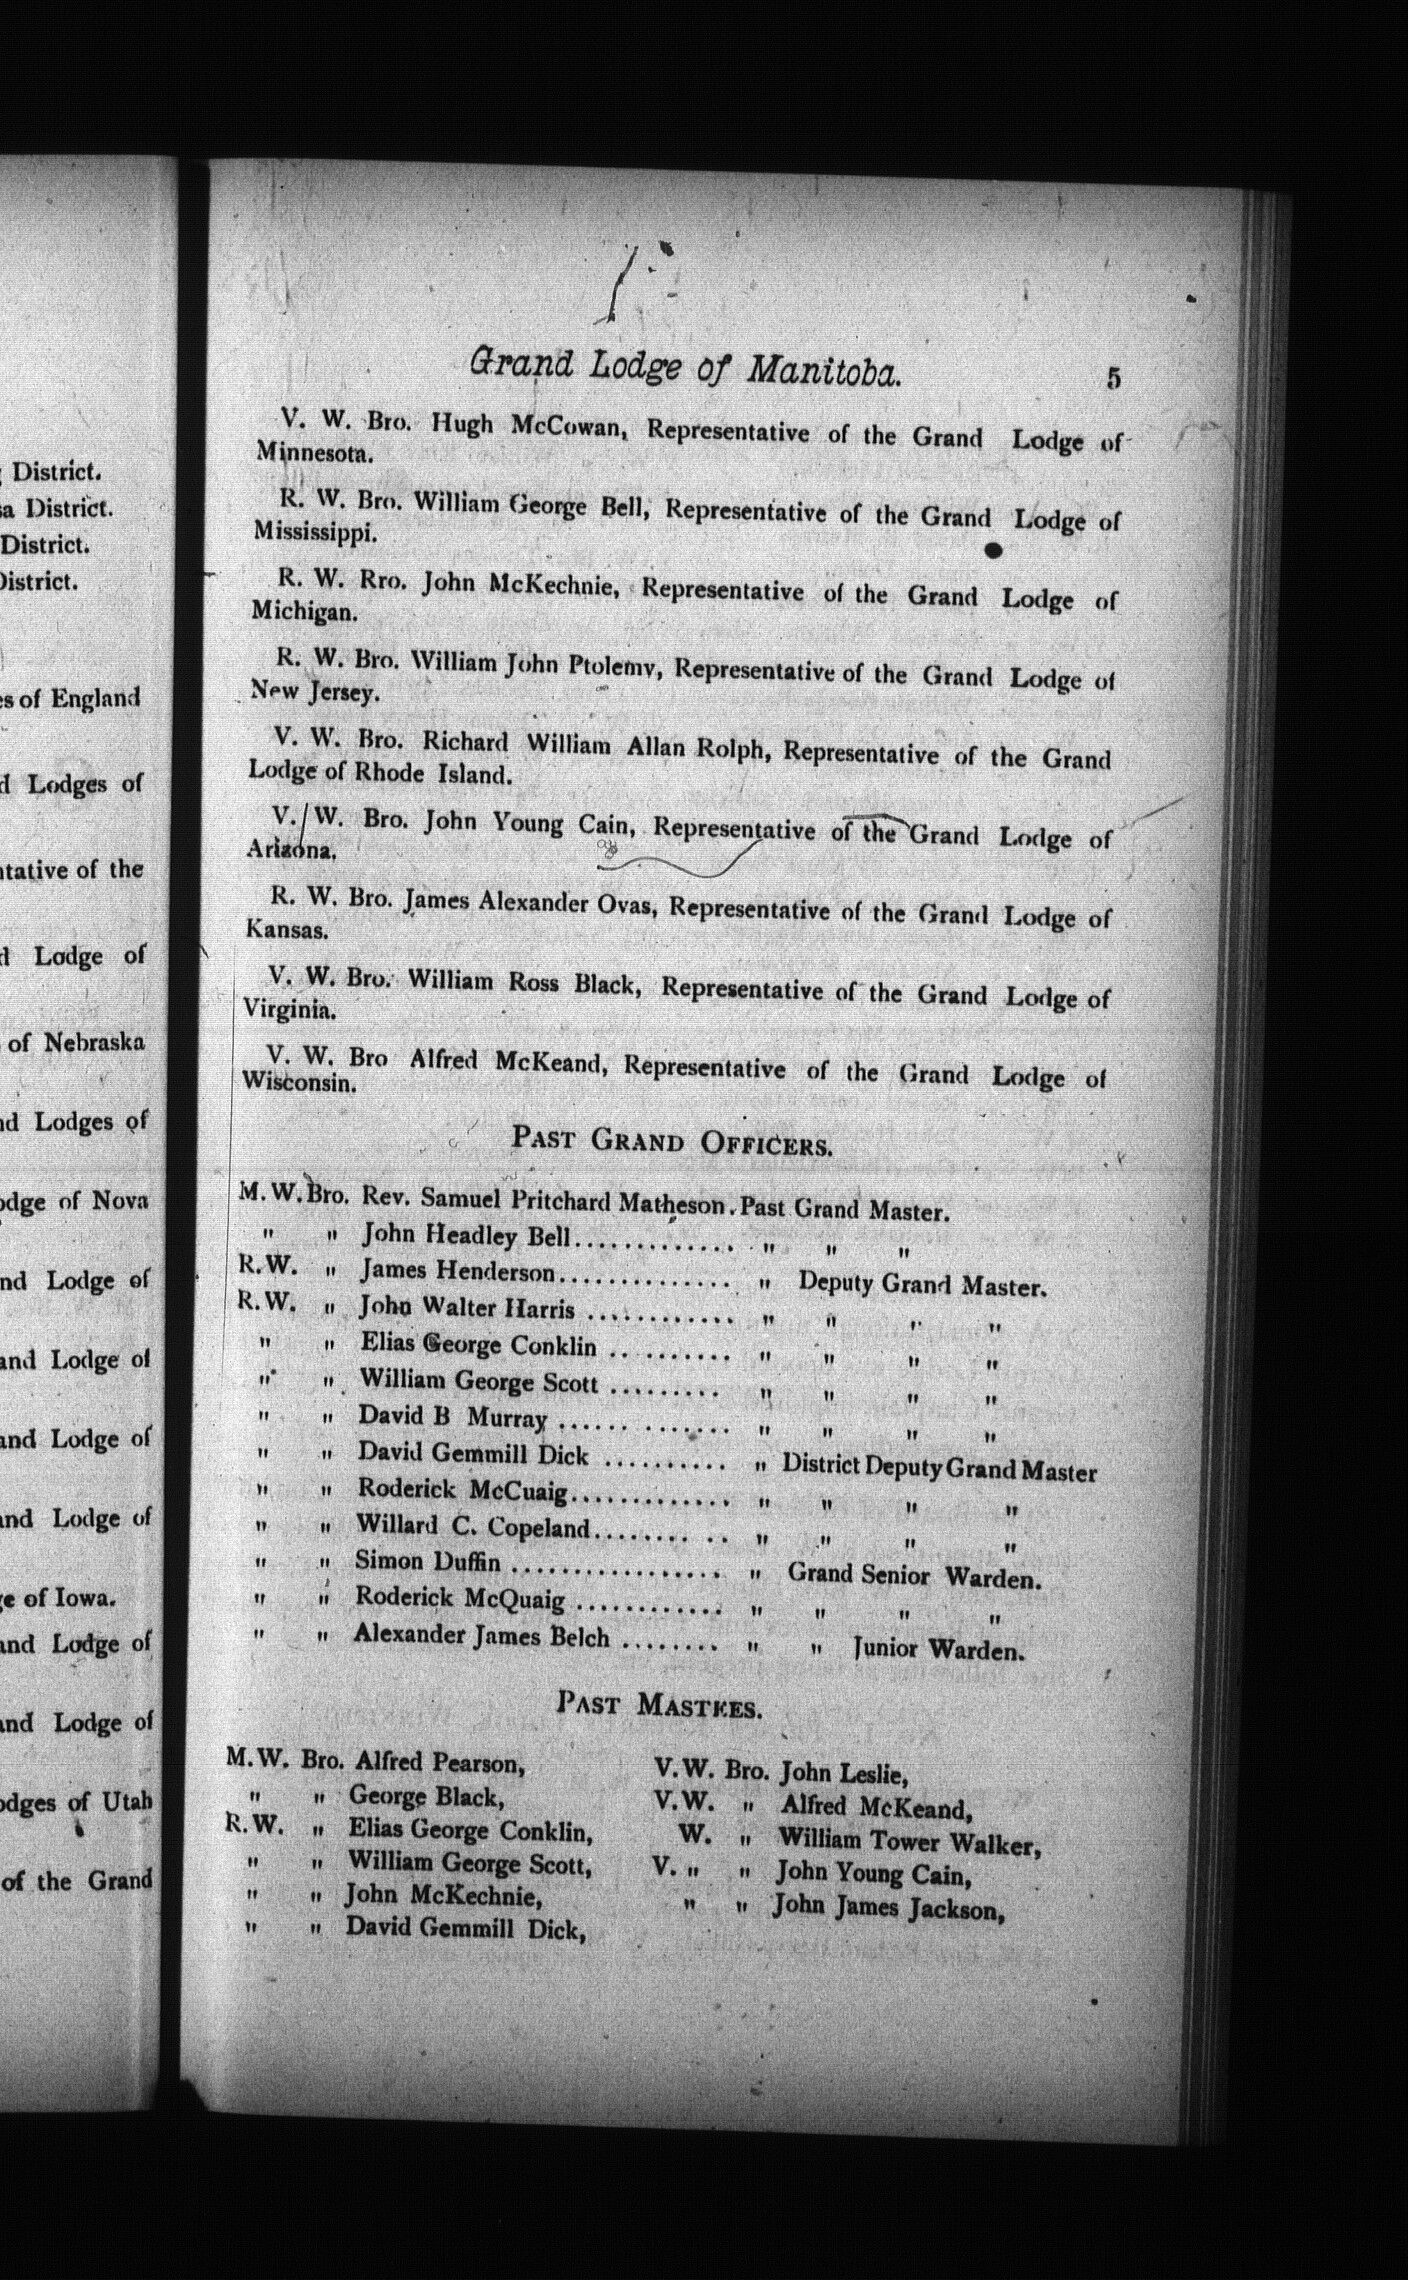 District.
District.
District.
District.
of England
Lodges of
of the
Lodge of
of Nebraska
Lodges of
of Nova
Lodge of
Lodge of
Lodge of
Lodge of
of Iowa.
Lodge of
Lodge of
of Utah
of the Grand
Grand Lodge of Manitoba. 5
V. W. Bro. Hugh McCowan, Representative of the Grand Lodge of
Minnesota.
R. W. Bro. William George Bell, Representative of the Grand Lodge of
Mississippi.
R. W. Rro. John McKechnie, Representative of the Grand Lodge of
Michigan.
R. W. Bro. William John Ptolemy, Representative of the Grand Lodge of
New Jersey.
V. W. Bro. Richard William Allan Rolph, Representative of the Grand
Lodge of Rhode Island.
V. W. Bro. John Young Cain, Representative of the Grand Lodge of
Arizona.
R. W. Bro. James Alexander Ovas, Representative of the Grand Lodge of
Kansas.
V. W. Bro. William Ross Black, Representative of the Grand Lodge of
Virginia.
V. W. Bro Alfred McKeand, Representative of the Grand Lodge of
Wisconsin.
PAST GRAND OFFICERS.
M. W. Bro. Rev. Samuel Pritchard Matheson. Past Grand Master.
" " John Headley Bell............. " " "
R. W. " James Henderson.............. " Deputy Grand Master.
R. W. " John Walter Harris ............ " " " "
" " Elias George Conklin .. ........ " " " "
" " William George Scott ......... " " " "
" " David B Murray ...... ....... " " " "
" " David Gemmill Dick .......... " District Deputy Grand Master
" " Roderick McCuaig............. " " " "
" " Willard C. Copeland........ .. " " " "
" " Simon Duffin ................. " Grand Senior Warden.
" " Roderick McQuaig ............ " " " "
" " Alexander James Belch ........ " " Junior Warden.
PAST MASTERS.
M. W. Bro. Alfred Pearson, V. W. Bro. John Leslie,
" " George Black, V. W. " Alfred McKeand,
R. W. " Elias George Conklin, W. " William Tower Walker,
" " William George Scott, V. " " John Young Cain,
" " John McKechnie, " " John James Jackson,
" " David Gemmill Dick,